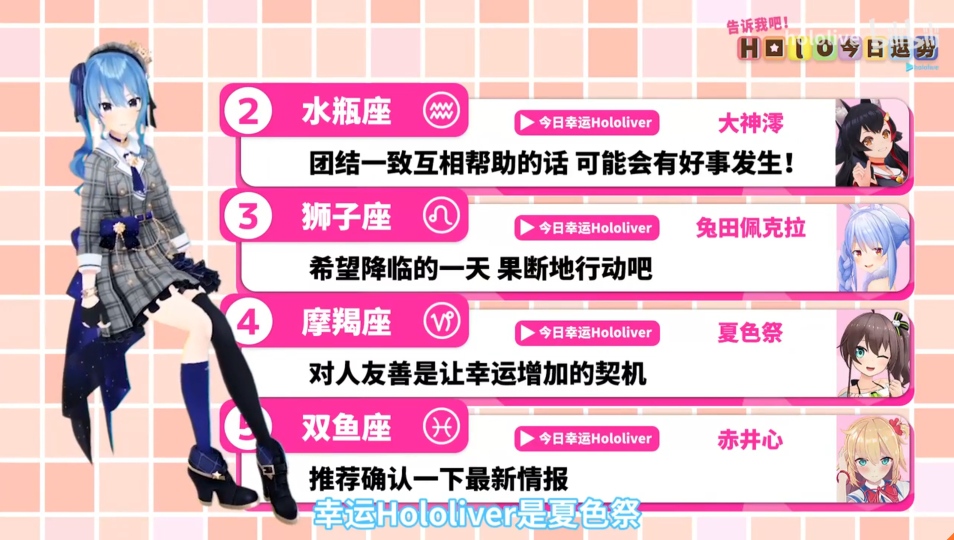 告诉我吧！
HOLO今日运势
hololive
hololive
2 水瓶座
▶今日幸运Hololiver 大神澪
团结一致互相帮助的话 可能会有好事发生！
3 狮子座
▶今日幸运Hololiver 兔田佩克拉
希望降临的一天 果断地行动吧
4 摩羯座
▶今日幸运Hololiver 夏色祭
对人友善是让幸运增加的契机
5 双鱼座
▶今日幸运Hololiver 赤井心
推荐确认一下最新情报
幸运Hololiver是夏色祭